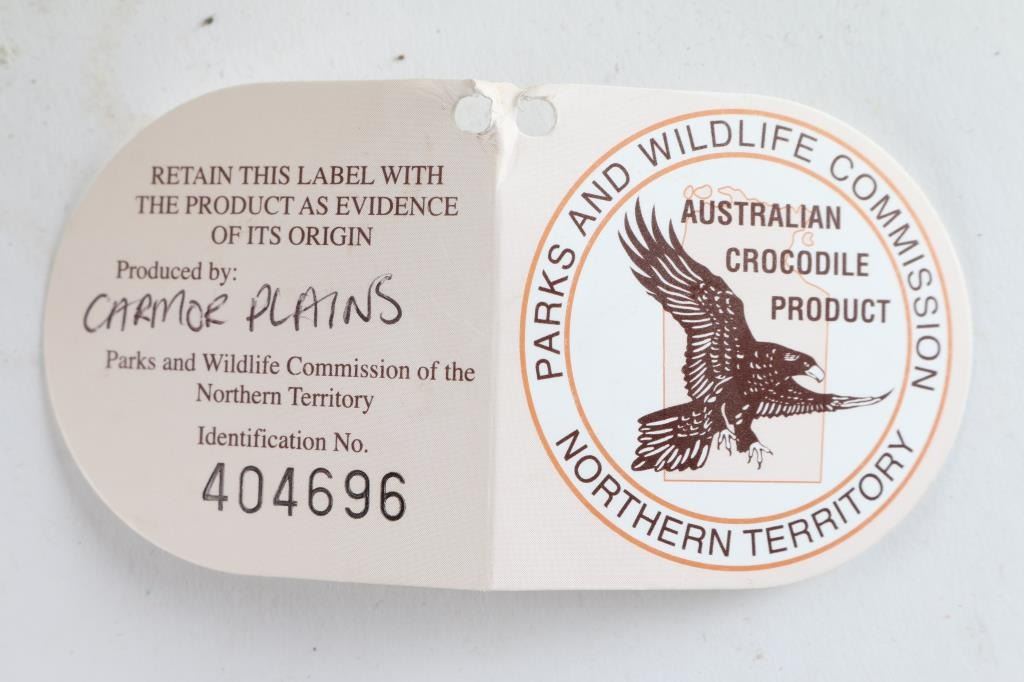 RETAIN THIS LABEL WITH
THE PRODUCT AS EVIDENCE
OF ITS ORIGIN
Produced by:
CARMOR PLAINS
Parks and Wildlife Commission of the
Northern Territory
Identification No.
404696
PARKS AND WILDLIFE COMMISSION
AUSTRALIAN
CROCODILE
PRODUCT
NORTHERN TERRITORY